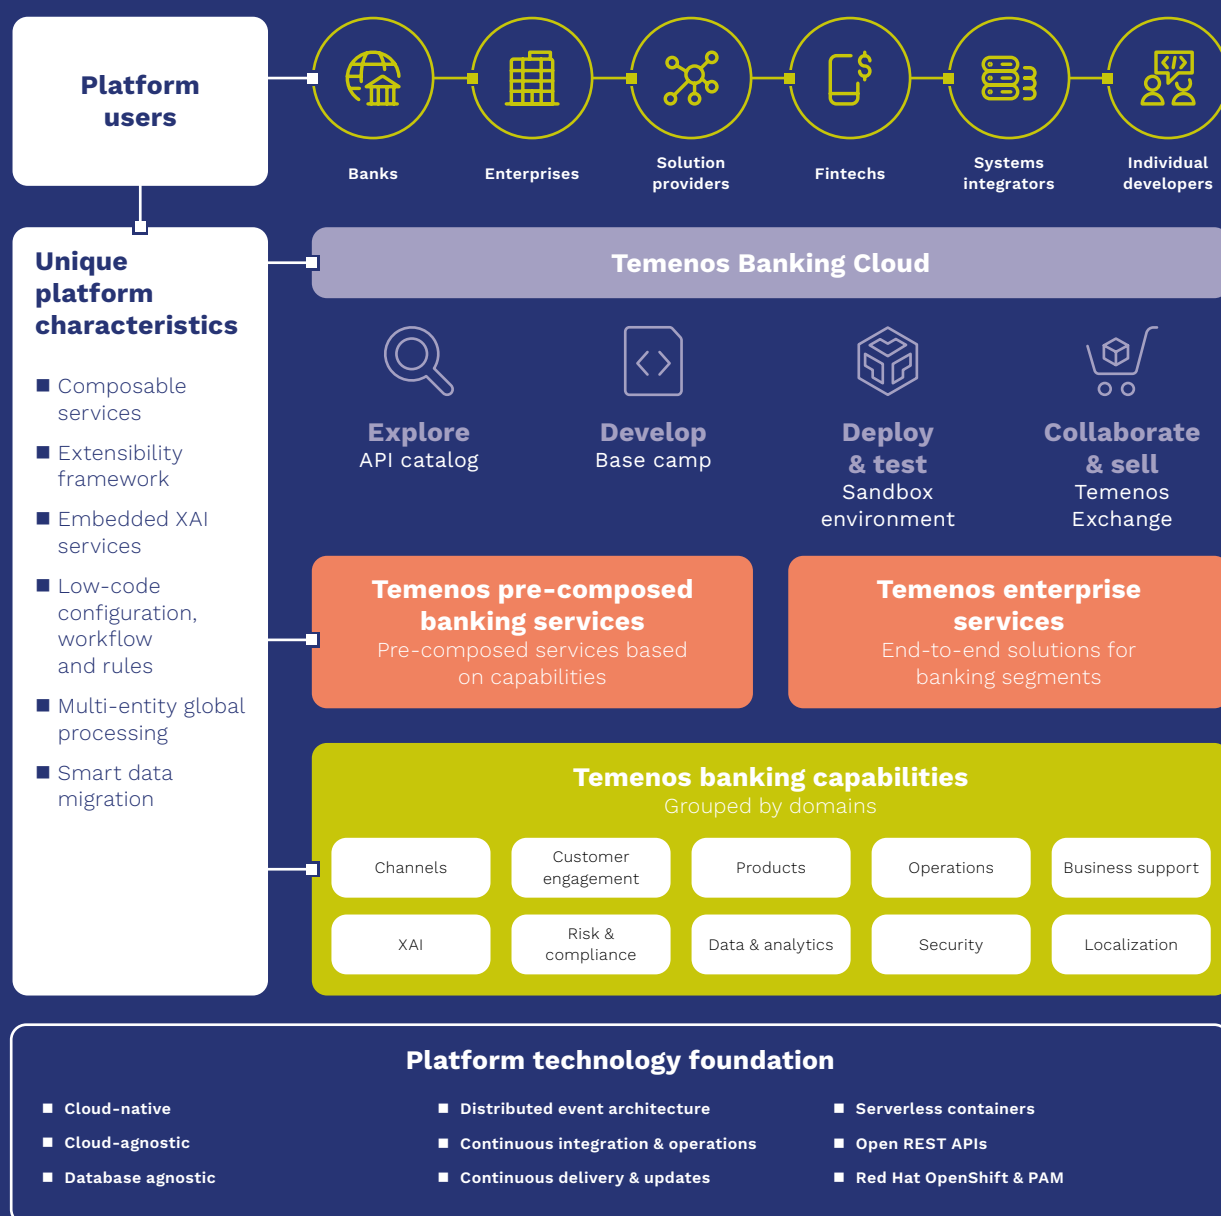 Platform
users
Banks
Enterprises
Solution
providers
Fintechs
Systems
integrators
Individual
developers
Unique
platform
characteristics
Composable
services
Extensibility
framework
Embedded XAI
services
Low-code
configuration,
workflow
and rules
Multi-entity global
processing
Smart data
migration
Temenos Banking Cloud
Explore
API catalog
Develop
Base camp
Deploy
& test
Sandbox
environment
Collaborate
& sell
Temenos
Exchange
Temenos pre-composed
banking services
Pre-composed services based
on capabilities
Temenos enterprise
services
End-to-end solutions for
banking segments
Temenos banking capabilities
Grouped by domains
Channels
Customer
engagement
Products
Operations
Business support
XAI
Risk &
compliance
Data & analytics
Security
Localization
Platform technology foundation
Cloud-native
Cloud-agnostic
Database agnostic
Distributed event architecture
Continuous integration & operations
Continuous delivery & updates
Serverless containers
Open REST APIs
Red Hat OpenShift & PAM